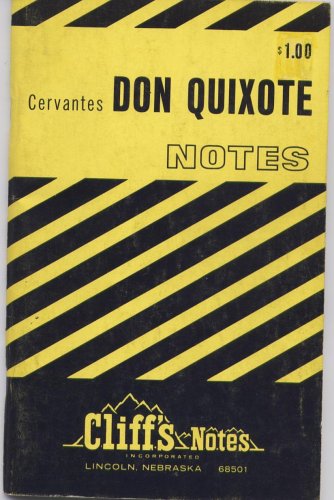 $1.00
Cervantes DON QUIXOTE
NOTES
Cliff's Notes
INCORPORATED
LINCOLN, NEBRASKA 68501